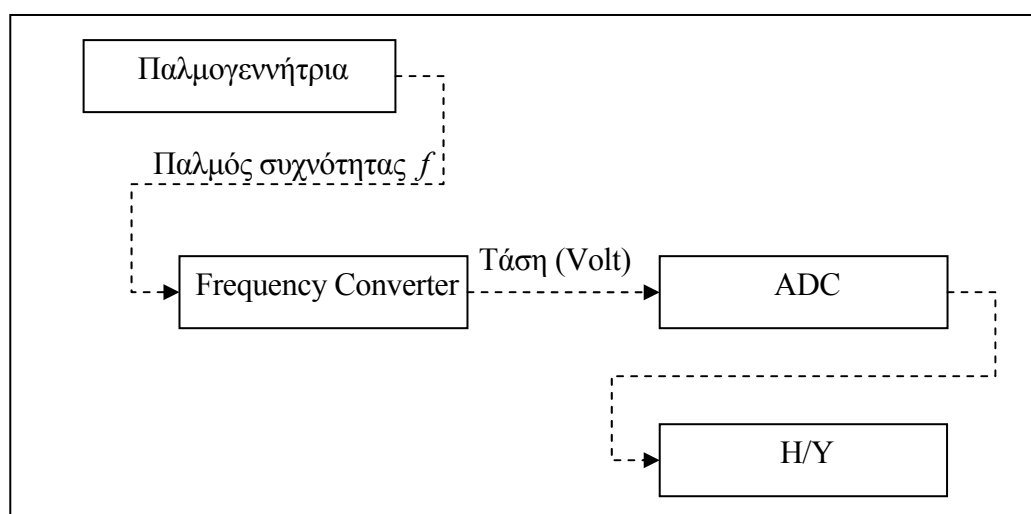 Παλμογεννήτρια
Παλμός συχνότητας f
Frequency Converter
Τάση (Volt)
ADC
Η/Υ